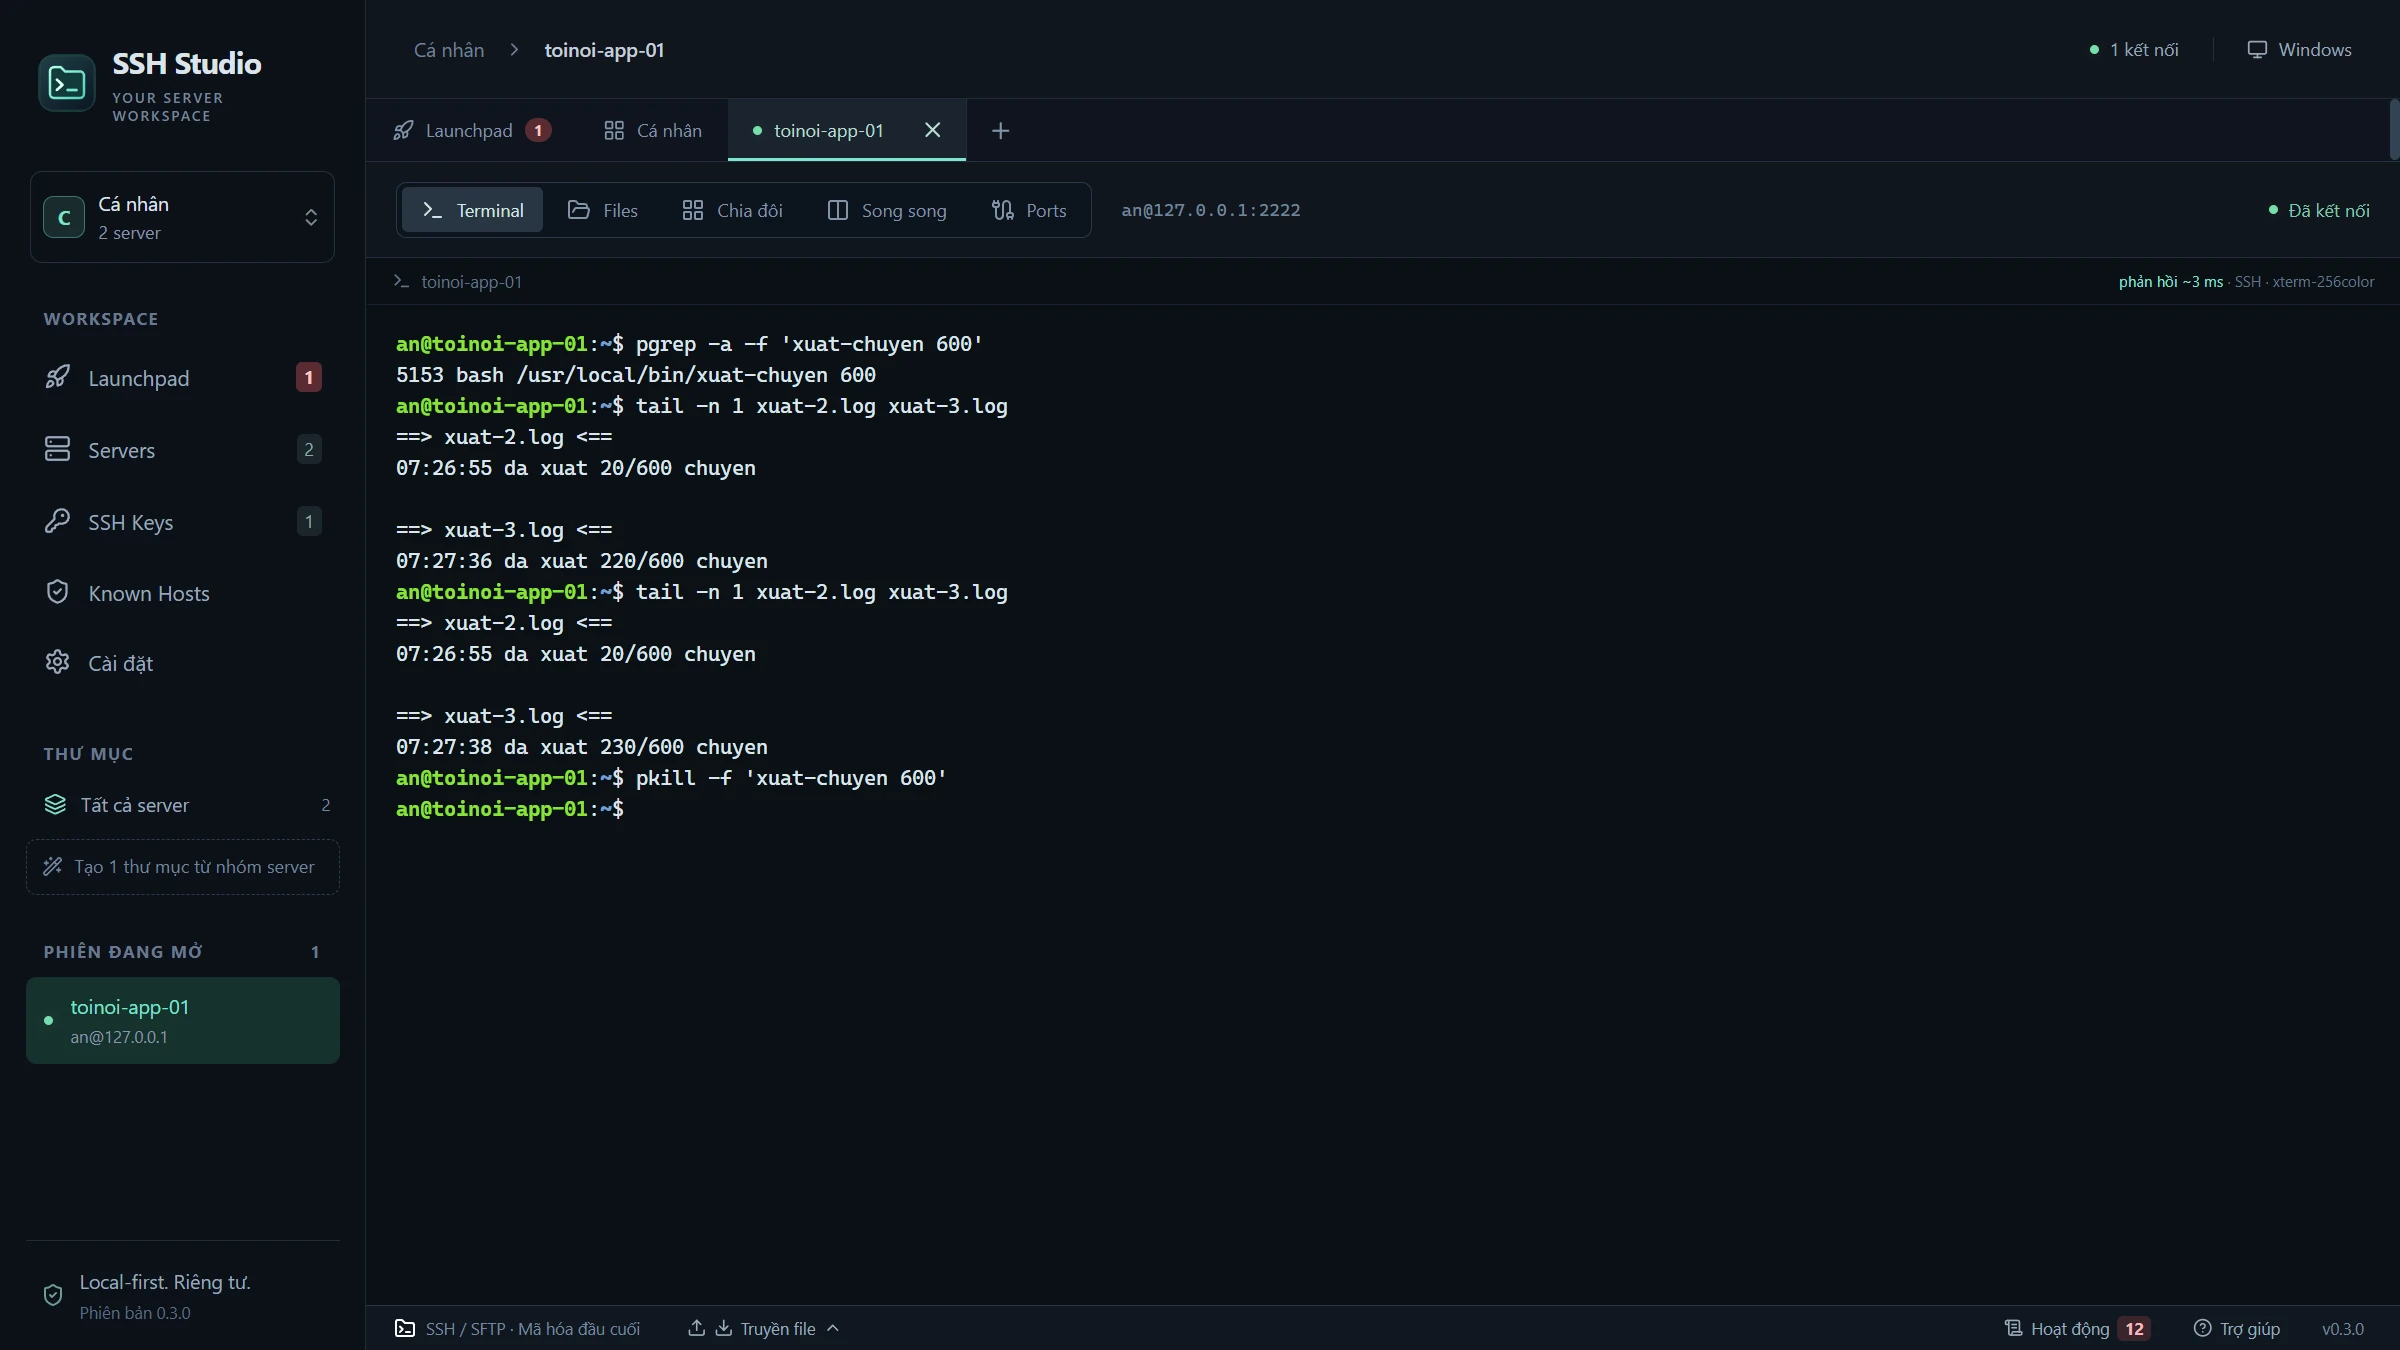 SSH Studio
YOUR SERVER
WORKSPACE
C
Cá nhân
2 server
WORKSPACE
Launchpad 1
Servers 2
SSH Keys 1
Known Hosts
Cài đặt
THƯ MỤC
Tất cả server 2
Tạo 1 thư mục từ nhóm server
PHIÊN ĐANG MỞ 1
toinoi-app-01
an@127.0.0.1
Local-first. Riêng tư.
Phiên bản 0.3.0
Cá nhân > toinoi-app-01
1 kết nối
Windows
Launchpad 1
Cá nhân
toinoi-app-01
Terminal
Files
Chia đôi
Song song
Ports
an@127.0.0.1:2222
Đã kết nối
toinoi-app-01
phản hồi ~3 ms · SSH · xterm-256color
an@toinoi-app-01:~$ pgrep -a -f 'xuat-chuyen 600'
5153 bash /usr/local/bin/xuat-chuyen 600
an@toinoi-app-01:~$ tail -n 1 xuat-2.log xuat-3.log
==> xuat-2.log <==
07:26:55 da xuat 20/600 chuyen
==> xuat-3.log <==
07:27:36 da xuat 220/600 chuyen
an@toinoi-app-01:~$ tail -n 1 xuat-2.log xuat-3.log
==> xuat-2.log <==
07:26:55 da xuat 20/600 chuyen
==> xuat-3.log <==
07:27:38 da xuat 230/600 chuyen
an@toinoi-app-01:~$ pkill -f 'xuat-chuyen 600'
an@toinoi-app-01:~$
SSH / SFTP · Mã hóa đầu cuối
Truyền file
Hoạt động 12
Trợ giúp
v0.3.0